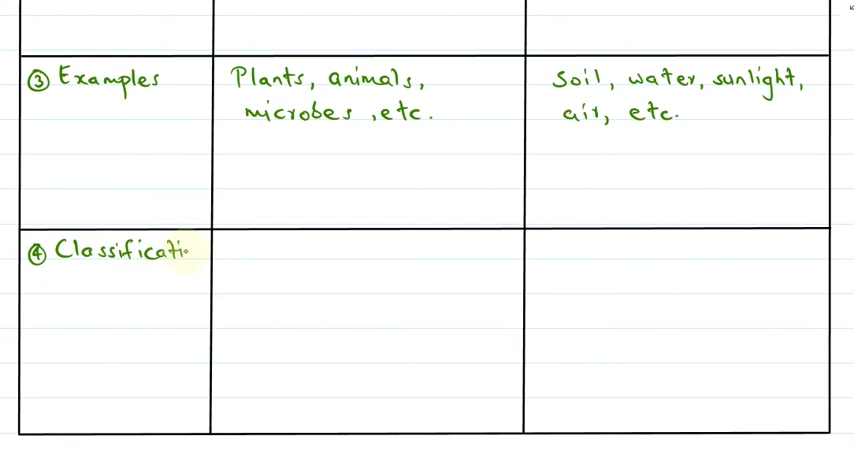 ③ Examples
Plants, animals,
microbes , etc.
Soil, water, sunlight,
air, etc.
④ Classificati